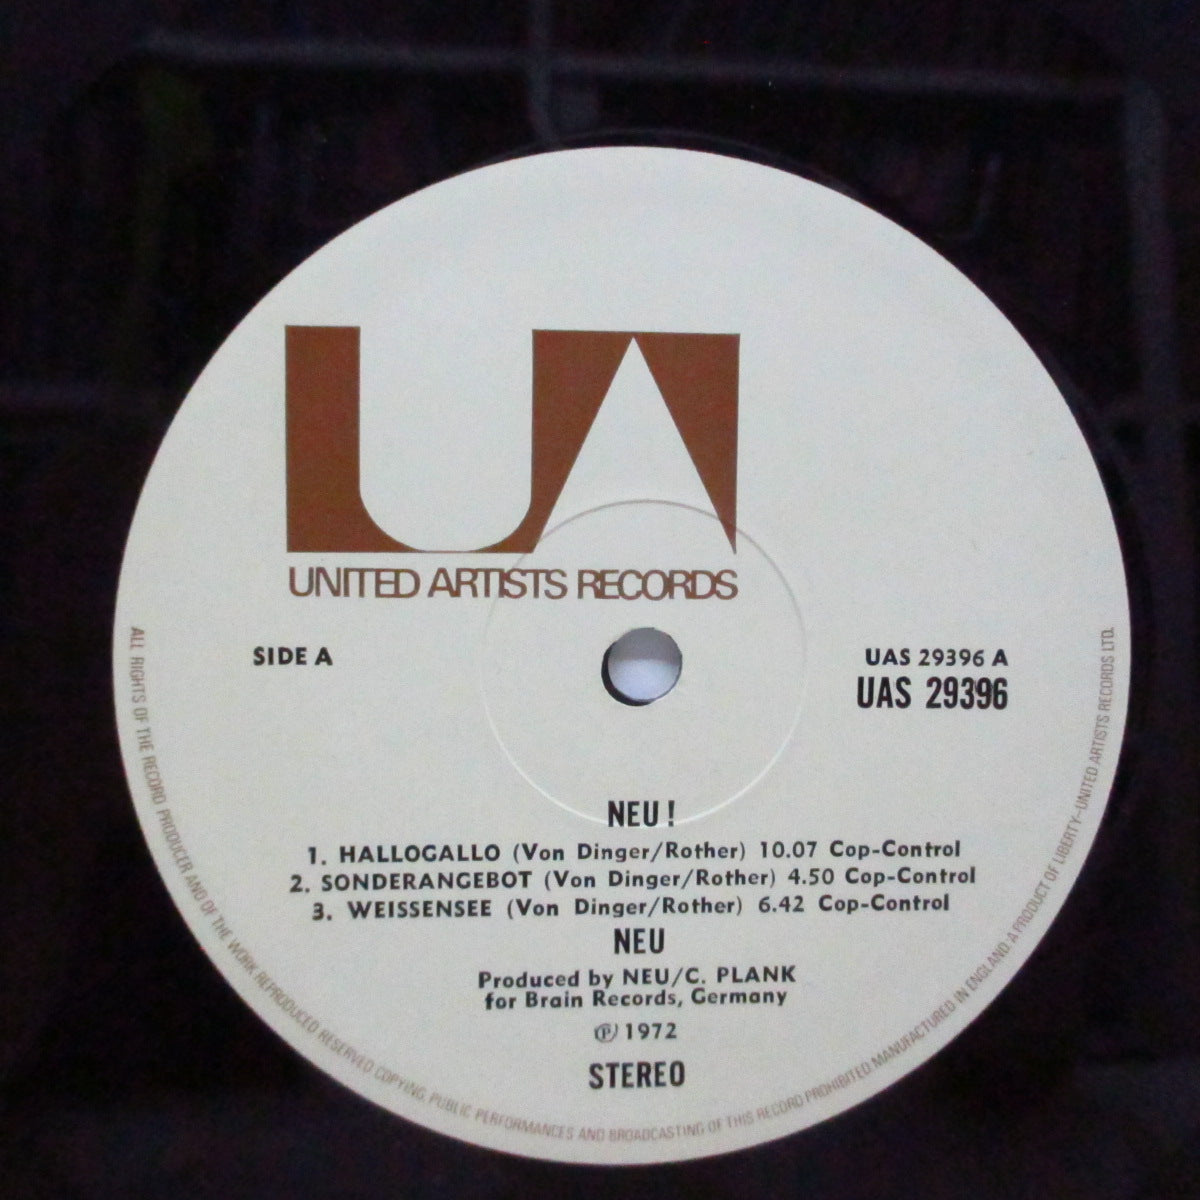 UA
UNITED ARTISTS RECORDS
SIDE A
UAS 29396 A
UAS 29396
NEU !
1. HALLOGALLO (Von Dinger/Rother) 10.07 Cop-Control
2. SONDERANGEBOT (Von Dinger/Rother) 4.50 Cop-Control
3. WEISSENSEE (Von Dinger/Rother) 6.42 Cop-Control
NEU
Produced by NEU/C. PLANK
for Brain Records, Germany
℗ 1972
STEREO
ALL RIGHTS OF THE RECORD PRODUCER AND OF THE WORK REPRODUCED RESERVED COPYING, PUBLIC PERFORMANCES AND BROADCASTING OF THIS RECORD PROHIBITED MANUFACTURED IN ENGLAND. A PRODUCT OF LIBERTY-UNITED ARTISTS RECORDS LTD.